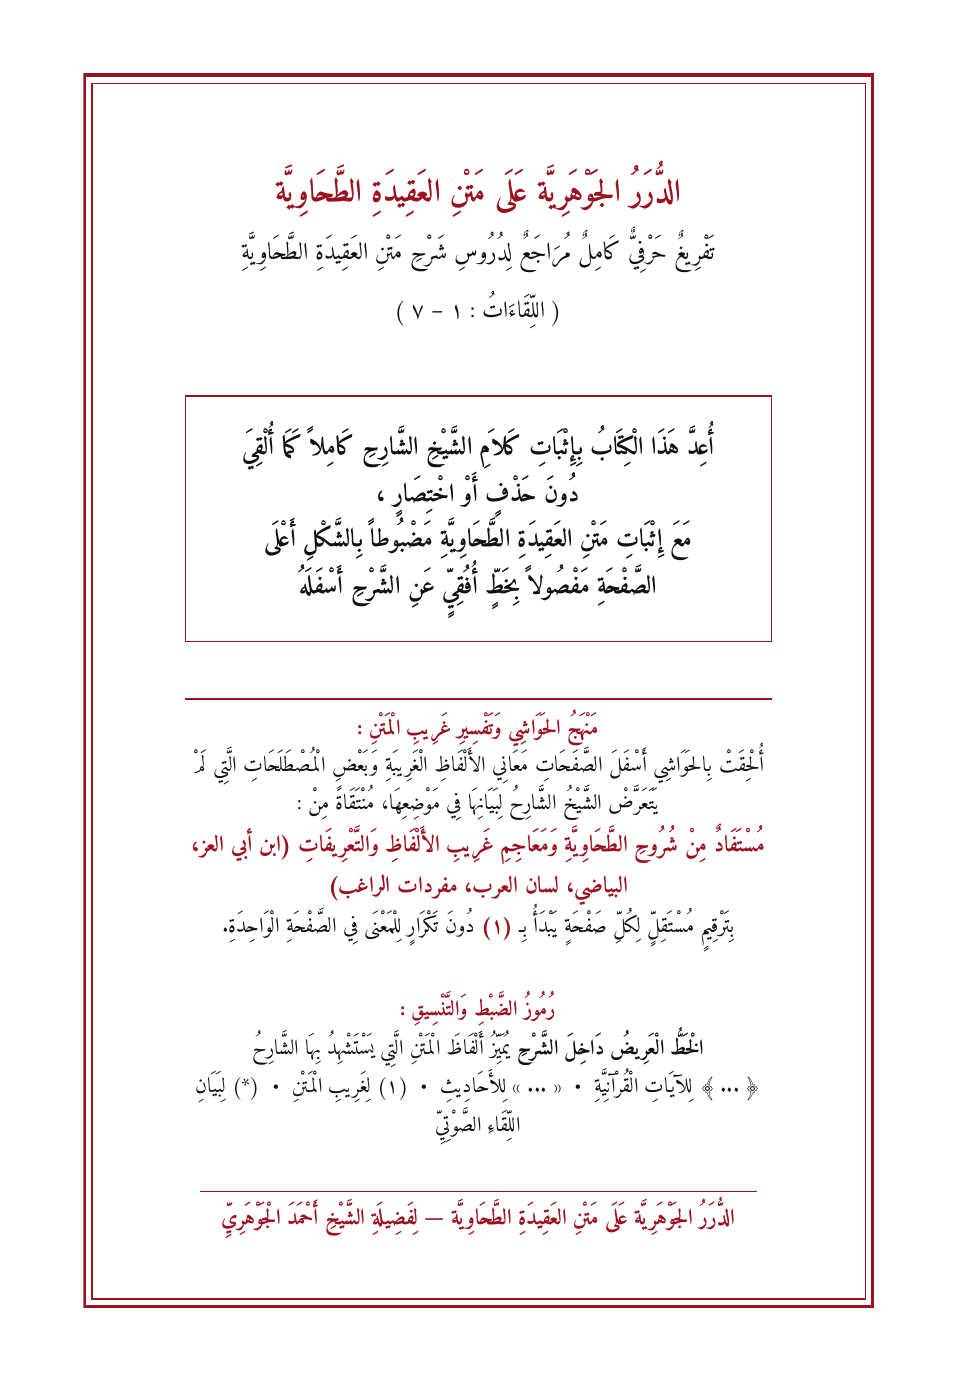 الدُّرَرُ الجَوْهَرِيَّة عَلَى مَتْنِ العَقِيدَةِ الطَّحَاوِيَّة
تَفْرِيغٌ حَرْفِيٌّ كَامِلٌ مُرَاجَعٌ لِدُرُوسِ شَرْحِ مَتْنِ العَقِيدَةِ الطَّحَاوِيَّةِ
( اللِّقَاءَاتُ : ١ – ٧ )
أُعِدَّ هَذَا الْكِتَابُ بِإِثْبَاتِ كَلاَمِ الشَّيْخِ الشَّارِحِ كَامِلاً كَمَا أُلْقِيَ
دُونَ حَذْفٍ أَوْ اخْتِصَارٍ ،
مَعَ إِثْبَاتِ مَتْنِ العَقِيدَةِ الطَّحَاوِيَّةِ مَضْبُوطاً بِالشَّكْلِ أَعْلَى
الصَّفْحَةِ مَفْصُولاً بِخَطٍّ أُفُقِيٍّ عَنِ الشَّرْحِ أَسْفَلَهُ
مَنْهَجُ الحَوَاشِي وَتَفْسِيرِ غَرِيبِ الْمَتْنِ :
أُلْحِقَتْ بِالحَوَاشِي أَسْفَلَ الصَّفَحَاتِ مَعَانِي الأَلْفَاظِ الْغَرِيبَةِ وَبَعْضِ الْمُصْطَلَحَاتِ الَّتِي لَمْ
يَتَعَرَّضْ الشَّيْخُ الشَّارِحُ لِبَيَانِهَا فِي مَوْضِعِهَا، مُنْتَقَاةً مِنْ :
مُسْتَفَادٌ مِنْ شُرُوحِ الطَّحَاوِيَّةِ وَمَعَاجِمِ غَرِيبِ الأَلْفَاظِ وَالتَّعْرِيفَاتِ (ابن أبي العز،
البياضي، لسان العرب، مفردات الراغب)
بِتَرْقِيمٍ مُسْتَقِلٍّ لِكُلِّ صَفْحَةٍ يَبْدَأُ بِـ (١) دُونَ تَكْرَارٍ لِلْمَعْنَى فِي الصَّفْحَةِ الْوَاحِدَةِ.
رُمُوزُ الضَّبْطِ وَالتَّنْسِيقِ :
الْخَطُّ الْعَرِيضُ دَاخِلَ الشَّرْحِ يُمَيِّزُ أَلْفَاظَ الْمَتْنِ الَّتِي يَسْتَشْهِدُ بِهَا الشَّارِحُ
﴿ ... ﴾ لِلآيَاتِ الْقُرْآنِيَّةِ • « ... » لِلأَحَادِيثِ • (١) لِغَرِيبِ الْمَتْنِ • (*) لِبَيَانِ
اللِّقَاءِ الصَّوْتِيِّ
الدُّرَرُ الجَوْهَرِيَّة عَلَى مَتْنِ العَقِيدَةِ الطَّحَاوِيَّة — لِفَضِيلَةِ الشَّيْخِ أَحْمَدَ الْجَوْهَرِيِّ